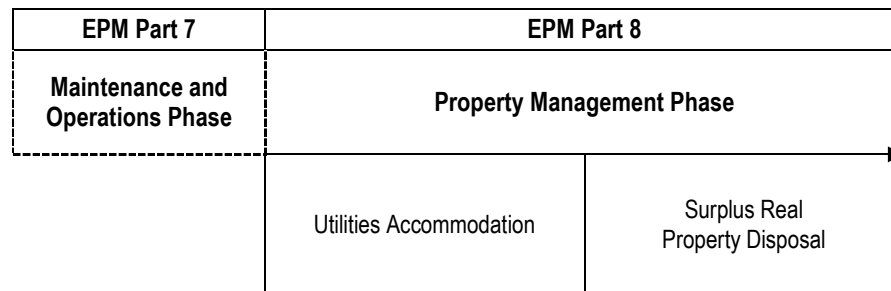 EPM Part 7
EPM Part 8
Maintenance and
Operations Phase
Property Management Phase
Utilities Accommodation
Surplus Real
Property Disposal